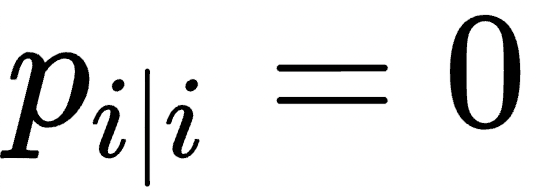 p_{i|i} = 0